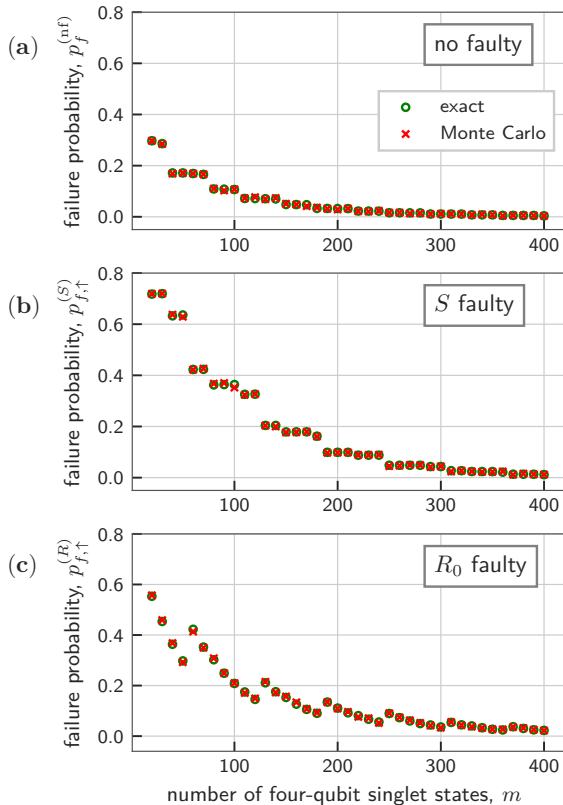 (a)
failure probability, $p_f^{(\mathrm{nf})}$
0.8
0.6
0.4
0.2
0.0
no faulty
exact
Monte Carlo
100
200
300
400
(b)
failure probability, $p_{f,\uparrow}^{(S)}$
0.8
0.6
0.4
0.2
0.0
S faulty
100
200
300
400
(c)
failure probability, $p_{f,\uparrow}^{(R)}$
0.8
0.6
0.4
0.2
0.0
$R_0$ faulty
100
200
300
400
number of four-qubit singlet states, m